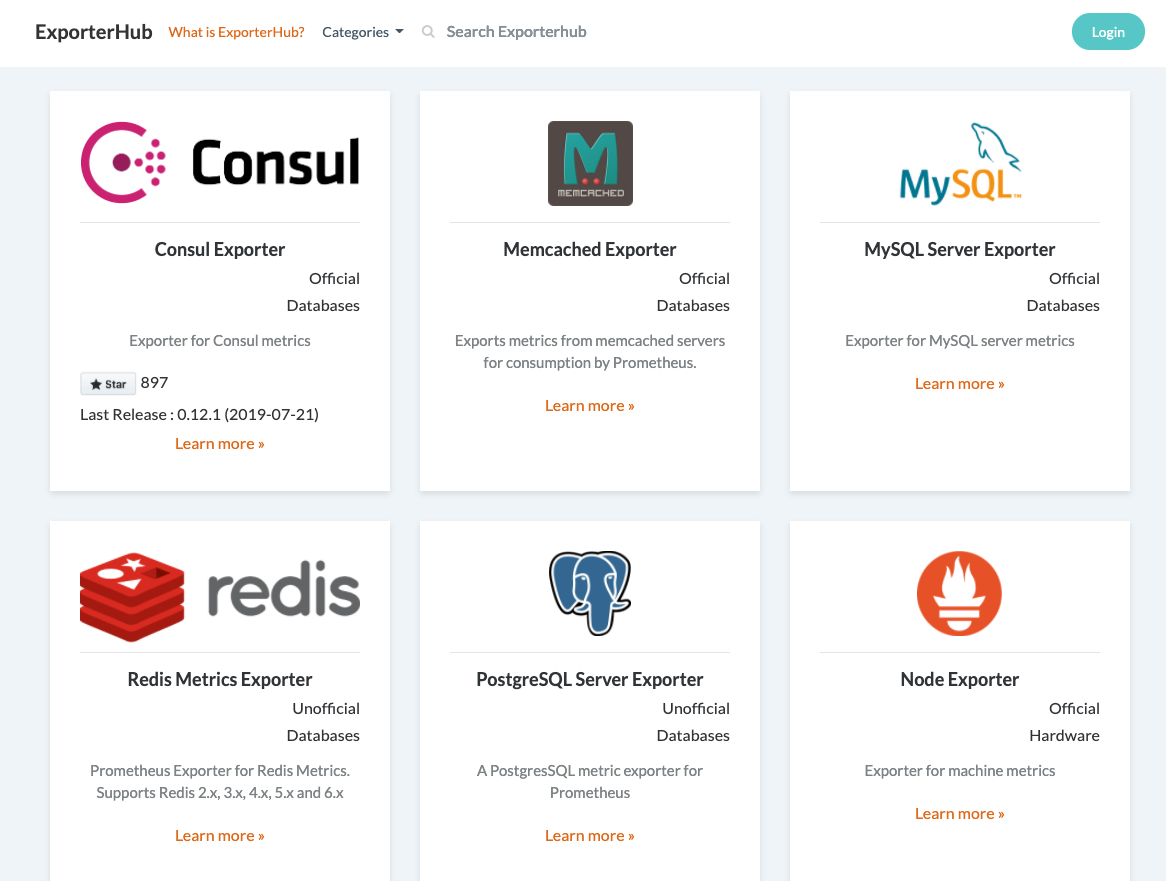 ExporterHub What is ExporterHub? Categories Search Exporterhub Login
Consul
Consul Exporter
Official
Databases
Exporter for Consul metrics
Star 897
Last Release : 0.12.1 (2019-07-21)
Learn more »
MEMCACHED
Memcached Exporter
Official
Databases
Exports metrics from memcached servers
for consumption by Prometheus.
Learn more »
MySQL™
MySQL Server Exporter
Official
Databases
Exporter for MySQL server metrics
Learn more »
redis
Redis Metrics Exporter
Unofficial
Databases
Prometheus Exporter for Redis Metrics.
Supports Redis 2.x, 3.x, 4.x, 5.x and 6.x
Learn more »
PostgreSQL Server Exporter
Unofficial
Databases
A PostgresSQL metric exporter for
Prometheus
Learn more »
Node Exporter
Official
Hardware
Exporter for machine metrics
Learn more »